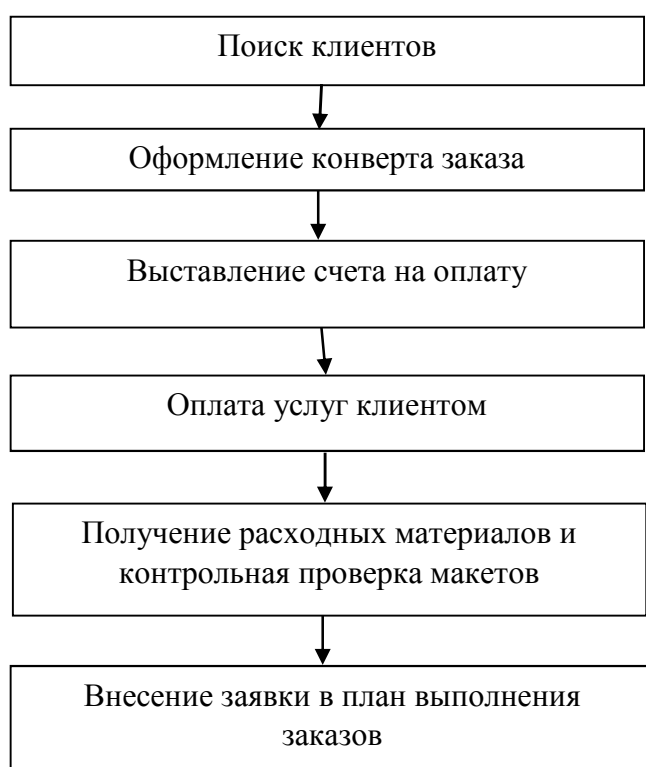 Поиск клиентов
Оформление конверта заказа
Выставление счета на оплату
Оплата услуг клиентом
Получение расходных материалов и
контрольная проверка макетов
Внесение заявки в план выполнения
заказов